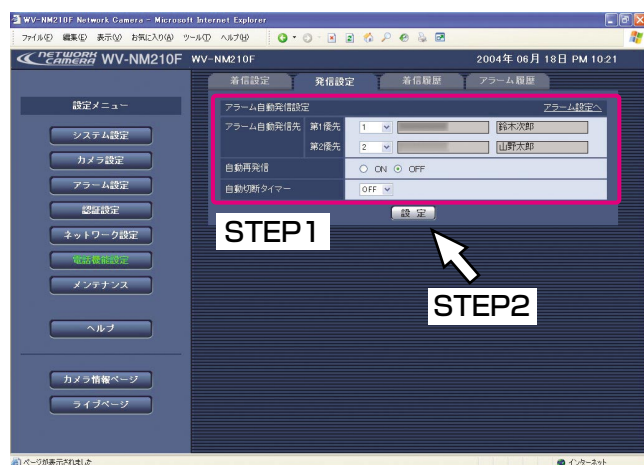 WV-NM210F Network Camera - Microsoft Internet Explorer
ファイル(F) 編集(E) 表示(V) お気に入り(A) ツール(T) ヘルプ(H)
NETWORK CAMERA WV-NM210F WV-NM210F 2004年 06月 18日 PM 10:21
着信設定 発信設定 着信履歴 アラーム履歴
設定メニュー
システム設定
カメラ設定
アラーム設定
認証設定
ネットワーク設定
電話機能設定
メンテナンス
ヘルプ
カメラ情報ページ
ライブページ
アラーム自動発信設定 アラーム設定へ
アラーム自動発信先 第1優先 1 鈴木次郎
第2優先 2 山野太郎
自動再発信 ON OFF
自動切断タイマー OFF
設 定
STEP1
STEP2
ページが表示されました インターネット